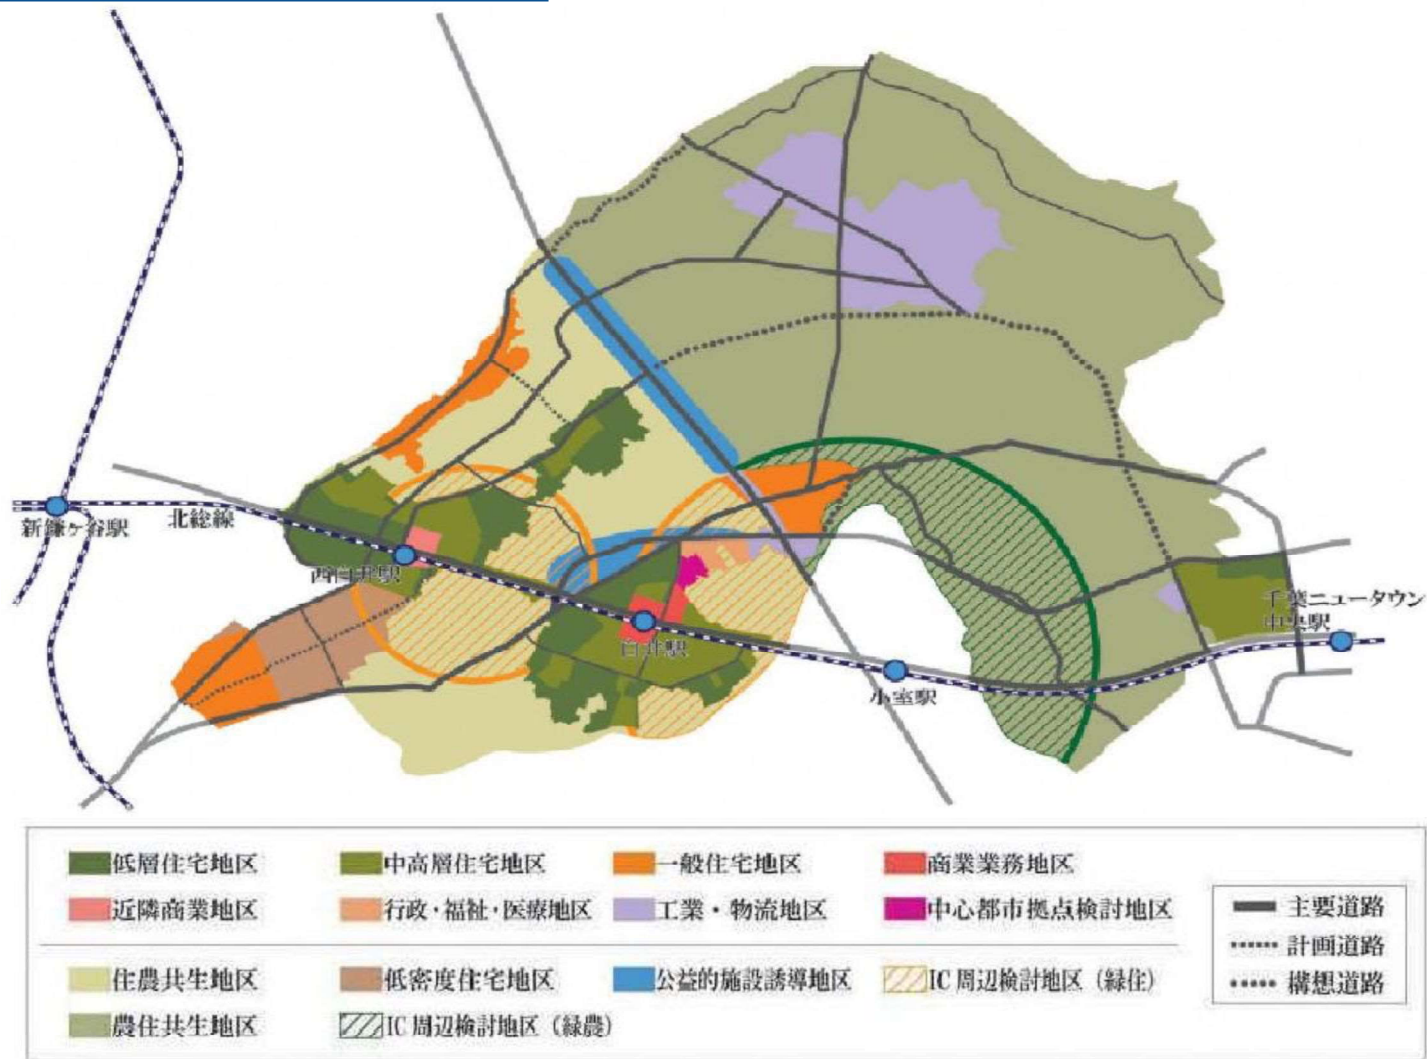 新鎌ヶ谷駅
北総線
西白井駅
白井駅
小室駅
千葉ニュータウン
中央駅
低層住宅地区
中高層住宅地区
一般住宅地区
商業業務地区
近隣商業地区
行政・福祉・医療地区
工業・物流地区
中心都市拠点検討地区
住農共生地区
低密度住宅地区
公益的施設誘導地区
IC 周辺検討地区(緑住)
農住共生地区
IC 周辺検討地区(緑農)
主要道路
計画道路
構想道路